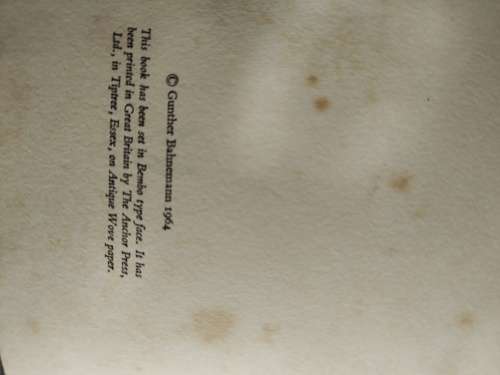 © Gunther Bahnemann 1964
This book has been set in Bembo type face. It has
been printed in Great Britain by The Anchor Press,
Ltd., in Tiptree, Essex, on Antique Wove paper.